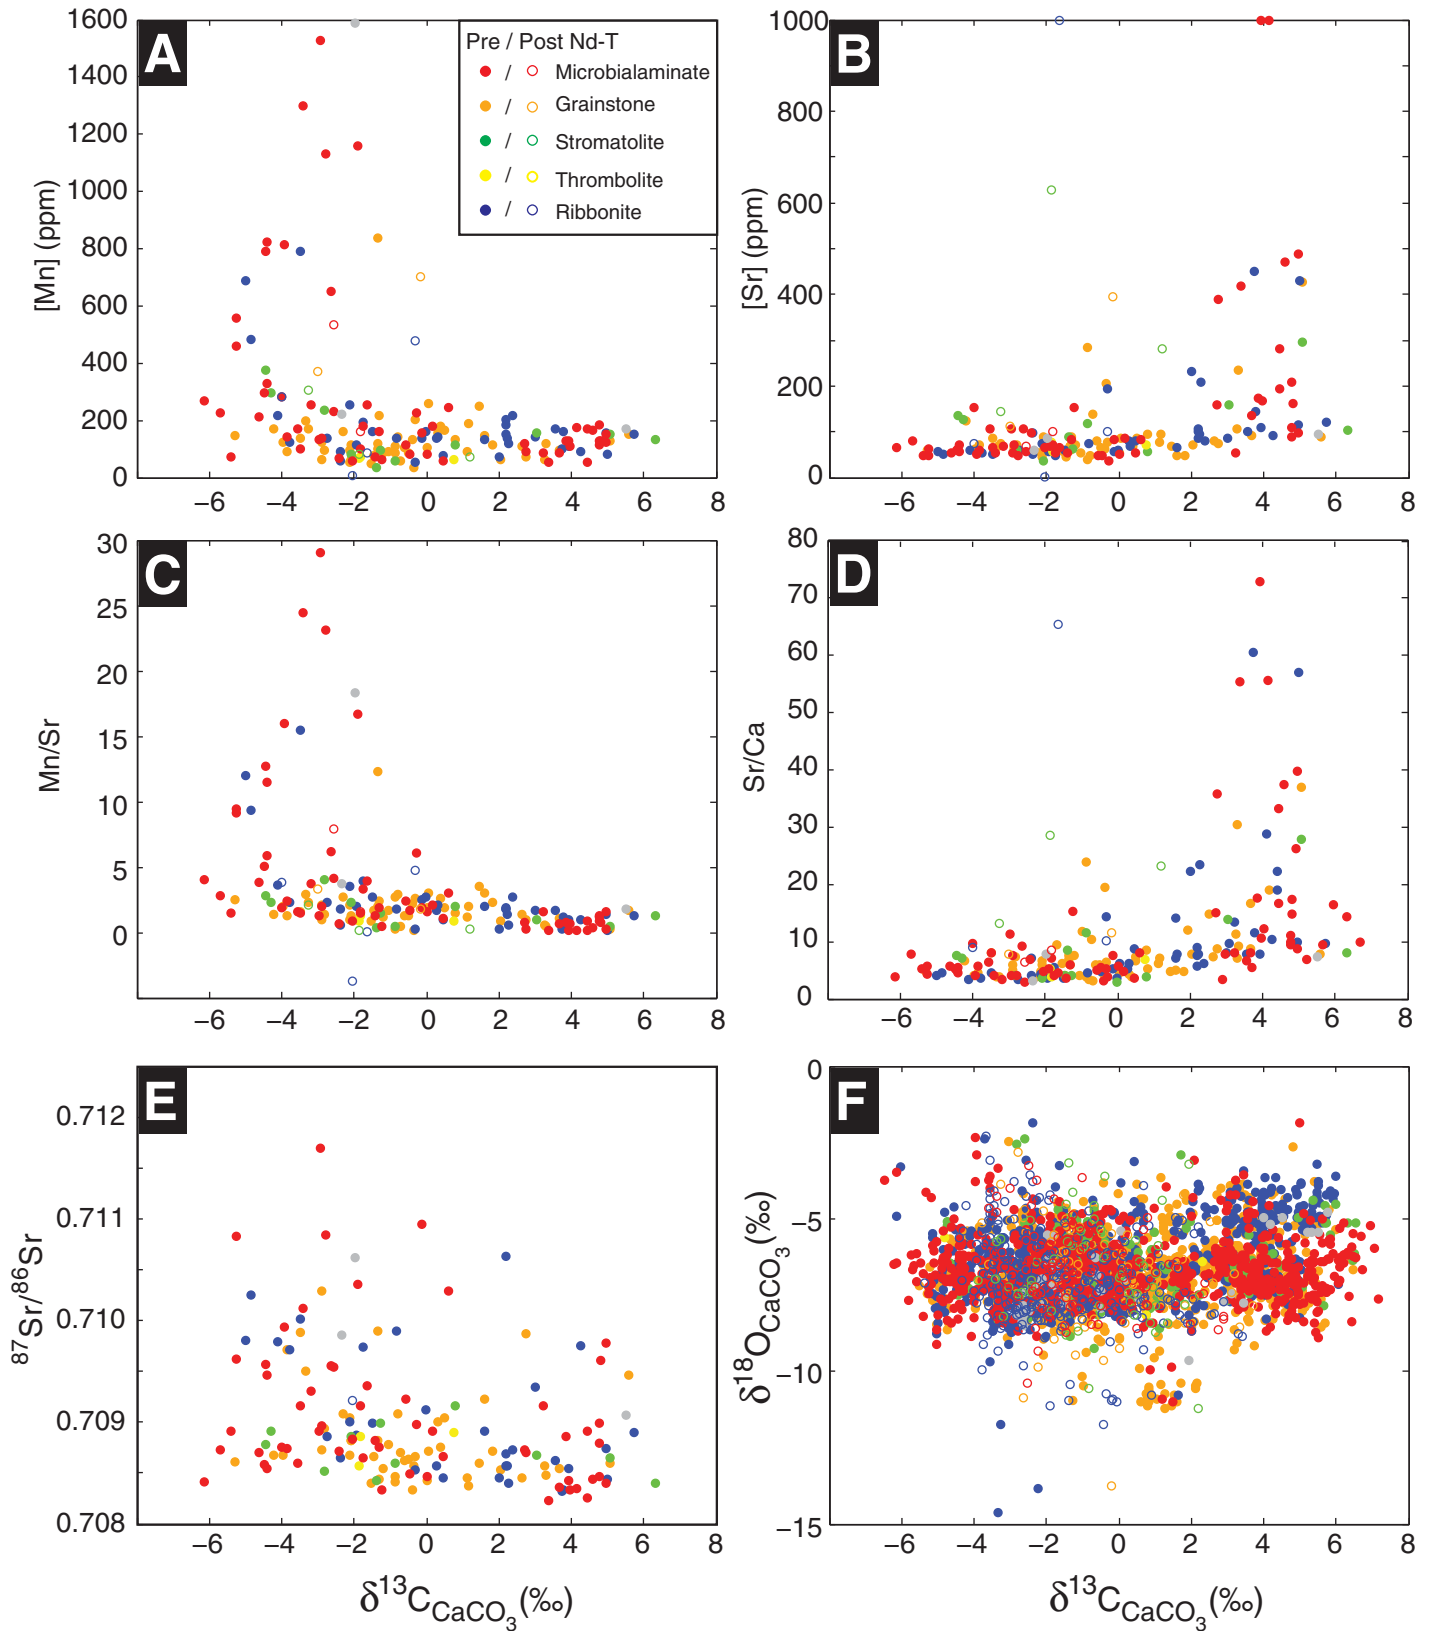 A
1600
1400
1200
1000
800
600
400
200
0
[Mn] (ppm)
−6 −4 −2 0 2 4 6 8
Pre / Post Nd-T
/ Microbialaminate
/ Grainstone
/ Stromatolite
/ Thrombolite
/ Ribbonite
B
1000
800
600
400
200
0
[Sr] (ppm)
−6 −4 −2 0 2 4 6 8
C
30
25
20
15
10
5
0
Mn/Sr
−6 −4 −2 0 2 4 6 8
D
80
70
60
50
40
30
20
10
0
Sr/Ca
−6 −4 −2 0 2 4 6 8
E
0.712
0.711
0.710
0.709
0.708
87Sr/86Sr
−6 −4 −2 0 2 4 6 8
δ13CCaCO3(‰)
F
0
−5
−10
−15
δ18OCaCO3(‰)
−6 −4 −2 0 2 4 6 8
δ13CCaCO3(‰)